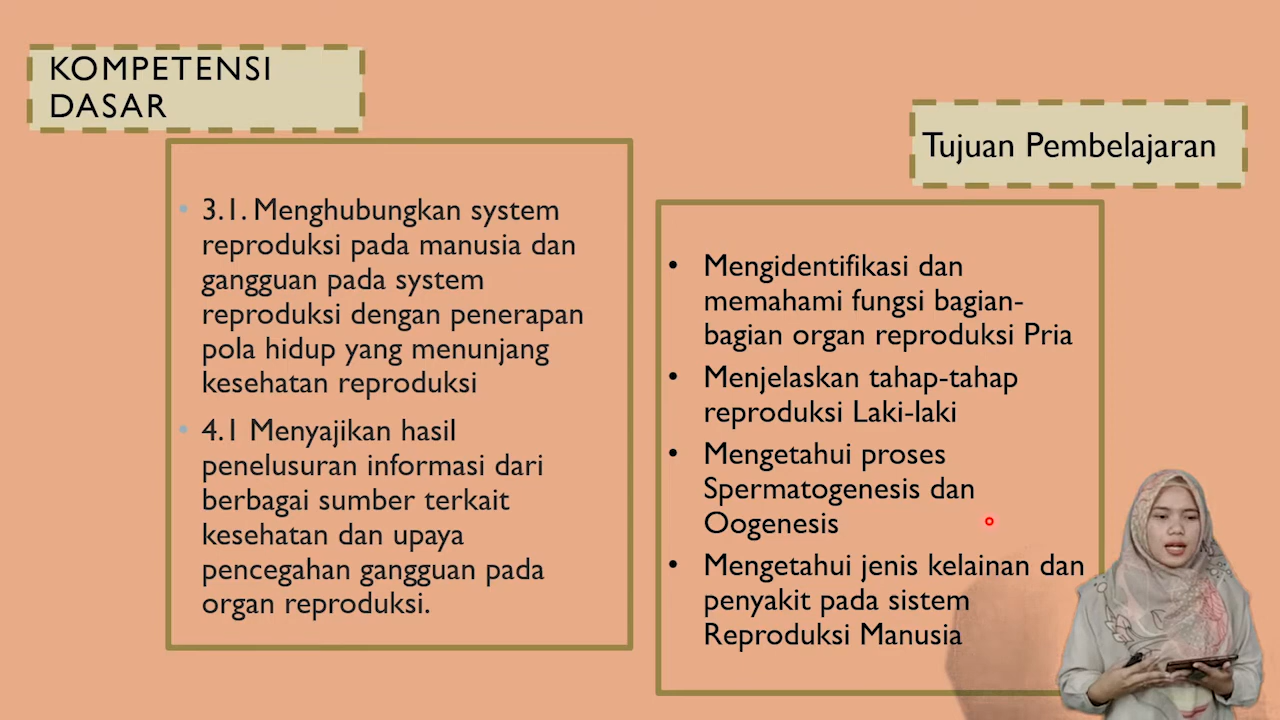 KOMPETENSI
DASAR
3.1. Menghubungkan system
reproduksi pada manusia dan
gangguan pada system
reproduksi dengan penerapan
pola hidup yang menunjang
kesehatan reproduksi
4.1 Menyajikan hasil
penelusuran informasi dari
berbagai sumber terkait
kesehatan dan upaya
pencegahan gangguan pada
organ reproduksi.
Tujuan Pembelajaran
Mengidentifikasi dan
memahami fungsi bagian-
bagian organ reproduksi Pria
Menjelaskan tahap-tahap
reproduksi Laki-laki
Mengetahui proses
Spermatogenesis dan
Oogenesis
Mengetahui jenis kelainan dan
penyakit pada sistem
Reproduksi Manusia